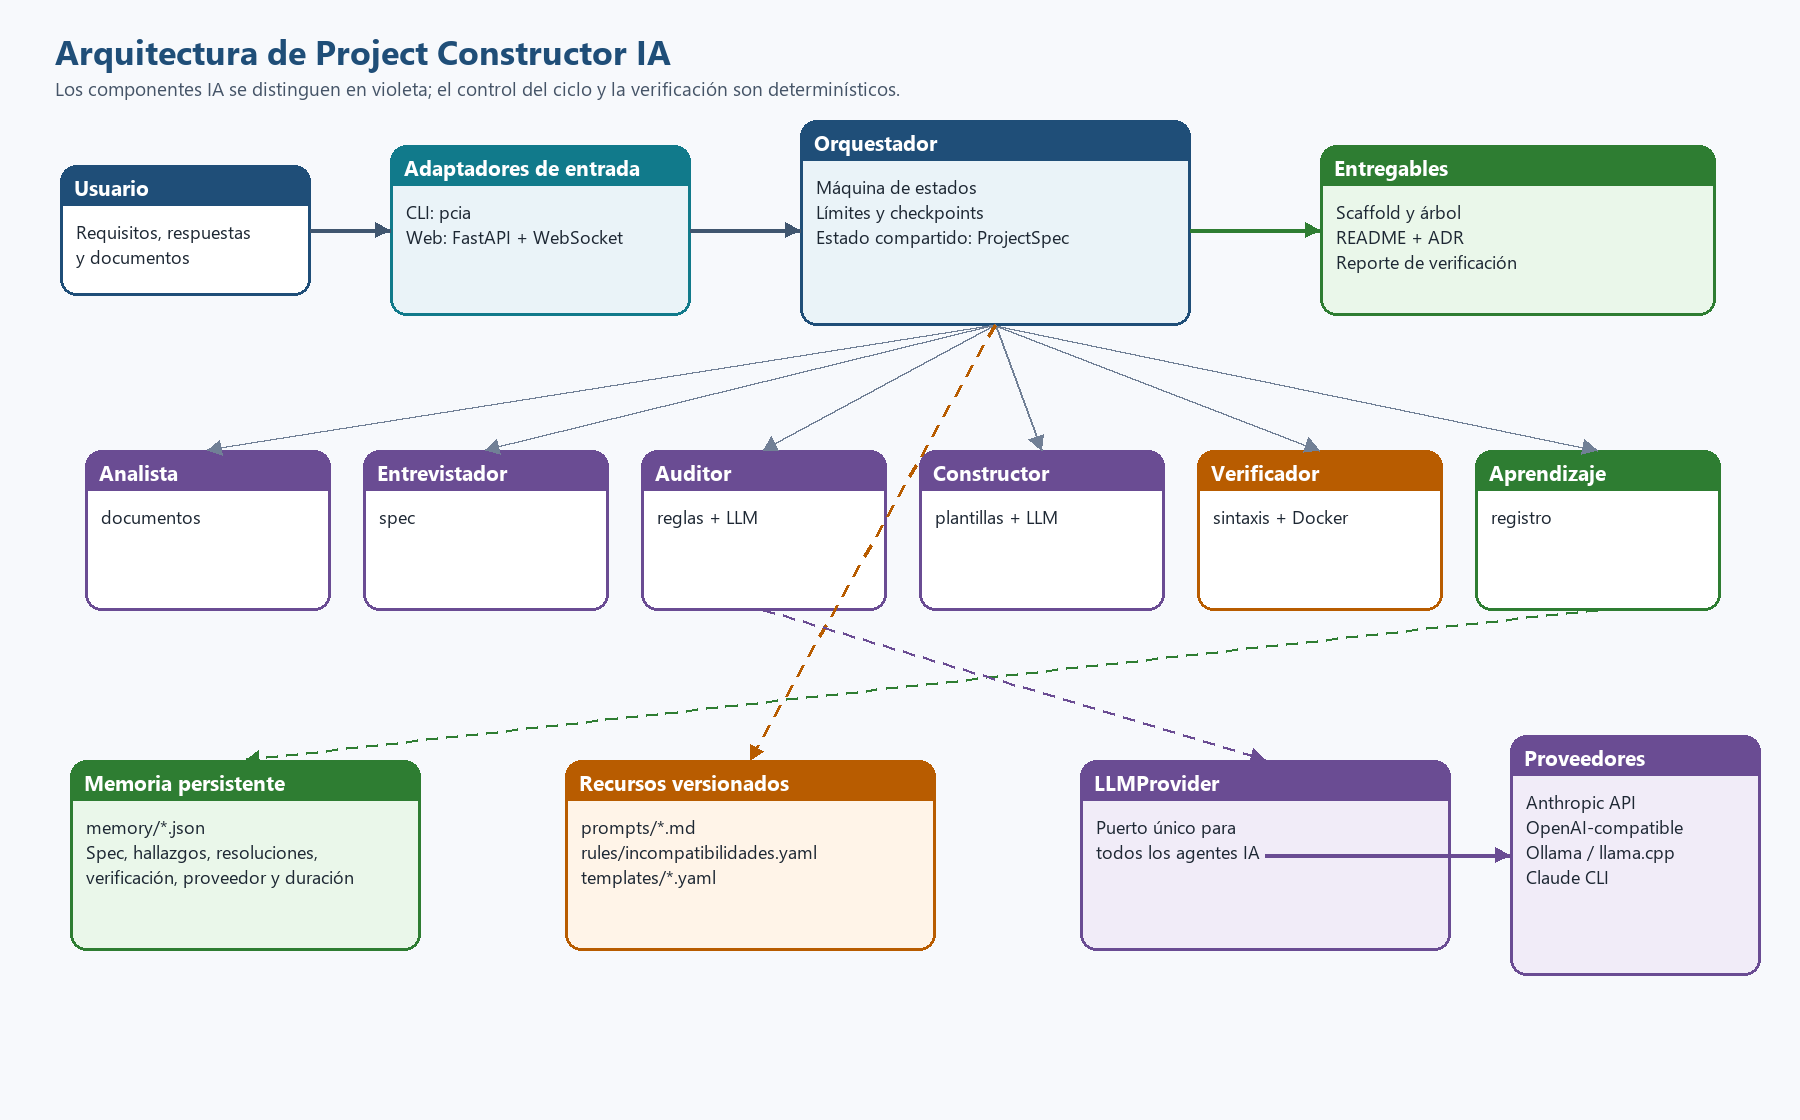 Arquitectura de Project Constructor IA
Los componentes IA se distinguen en violeta; el control del ciclo y la verificación son determinísticos.
Usuario
Requisitos, respuestas
y documentos
Adaptadores de entrada
CLI: pcia
Web: FastAPI + WebSocket
Orquestador
Máquina de estados
Límites y checkpoints
Estado compartido: ProjectSpec
Entregables
Scaffold y árbol
README + ADR
Reporte de verificación
Analista
documentos
Entrevistador
spec
Auditor
reglas + LLM
Constructor
plantillas + LLM
Verificador
sintaxis + Docker
Aprendizaje
registro
Memoria persistente
memory/*.json
Spec, hallazgos, resoluciones,
verificación, proveedor y duración
Recursos versionados
prompts/*.md
rules/incompatibilidades.yaml
templates/*.yaml
LLMProvider
Puerto único para
todos los agentes IA
Proveedores
Anthropic API
OpenAI-compatible
Ollama / llama.cpp
Claude CLI